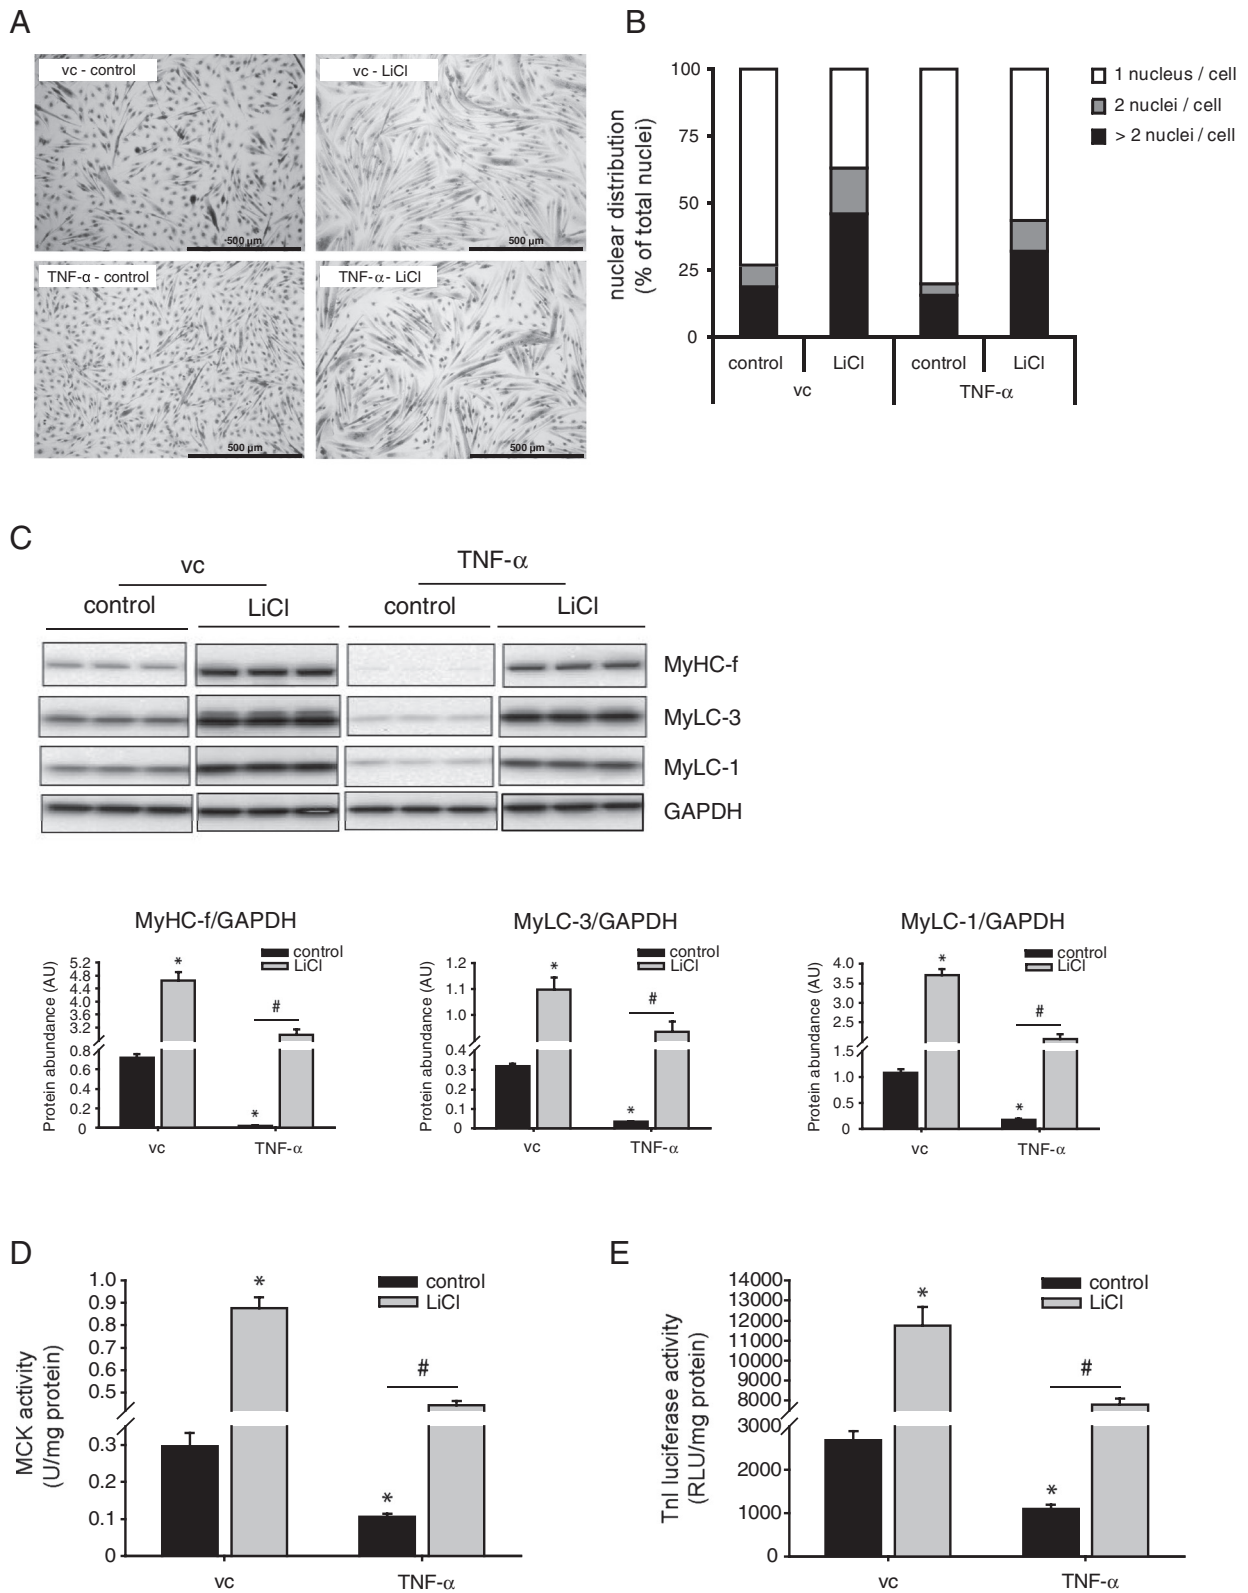 A
vc - control
vc - LiCl
500 µm
500 µm
TNF-α - control
TNF-α - LiCl
500 µm
500 µm
B
nuclear distribution
(% of total nuclei)
100
75
50
25
0
control
LiCl
control
LiCl
vc
TNF-α
1 nucleus / cell
2 nuclei / cell
> 2 nuclei / cell
C
vc
TNF-α
control
LiCl
control
LiCl
MyHC-f
MyLC-3
MyLC-1
GAPDH
MyHC-f/GAPDH
control
LiCl
Protein abundance (AU)
5.2
4.8
4.4
4.0
3.6
3.2
0.8
0.6
0.4
0.2
0
*
*
#
vc
TNF-α
MyLC-3/GAPDH
control
LiCl
Protein abundance (AU)
1.2
1.1
1.0
0.4
0.3
0.2
0.1
0
*
*
#
vc
TNF-α
MyLC-1/GAPDH
control
LiCl
Protein abundance (AU)
4.0
3.5
3.0
2.5
1.5
1.0
0.5
0
*
*
#
vc
TNF-α
D
MCK activity
(U/mg protein)
1.0
0.9
0.8
0.7
0.6
0.5
0.3
0.2
0.1
0
control
LiCl
*
*
#
vc
TNF-α
E
TnI luciferase activity
(RLU/mg protein)
14000
13000
12000
11000
10000
9000
8000
3000
2000
1000
0
control
LiCl
*
*
#
vc
TNF-α